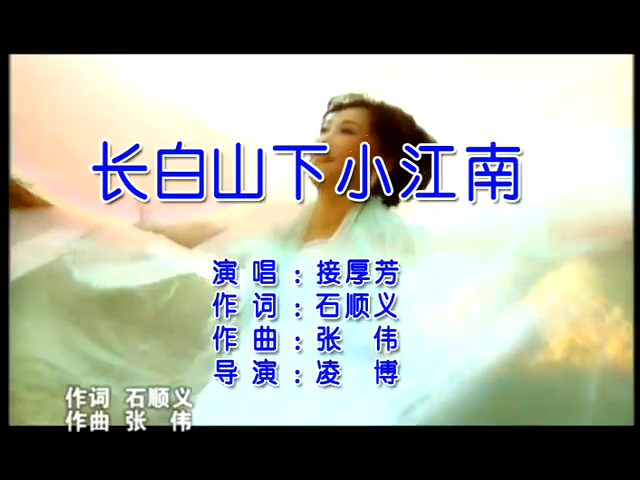 长白山下小江南
演 唱：接厚芳
作 词：石顺义
作 曲：张 伟
导 演：凌 博
作词 石顺义
作曲 张 伟